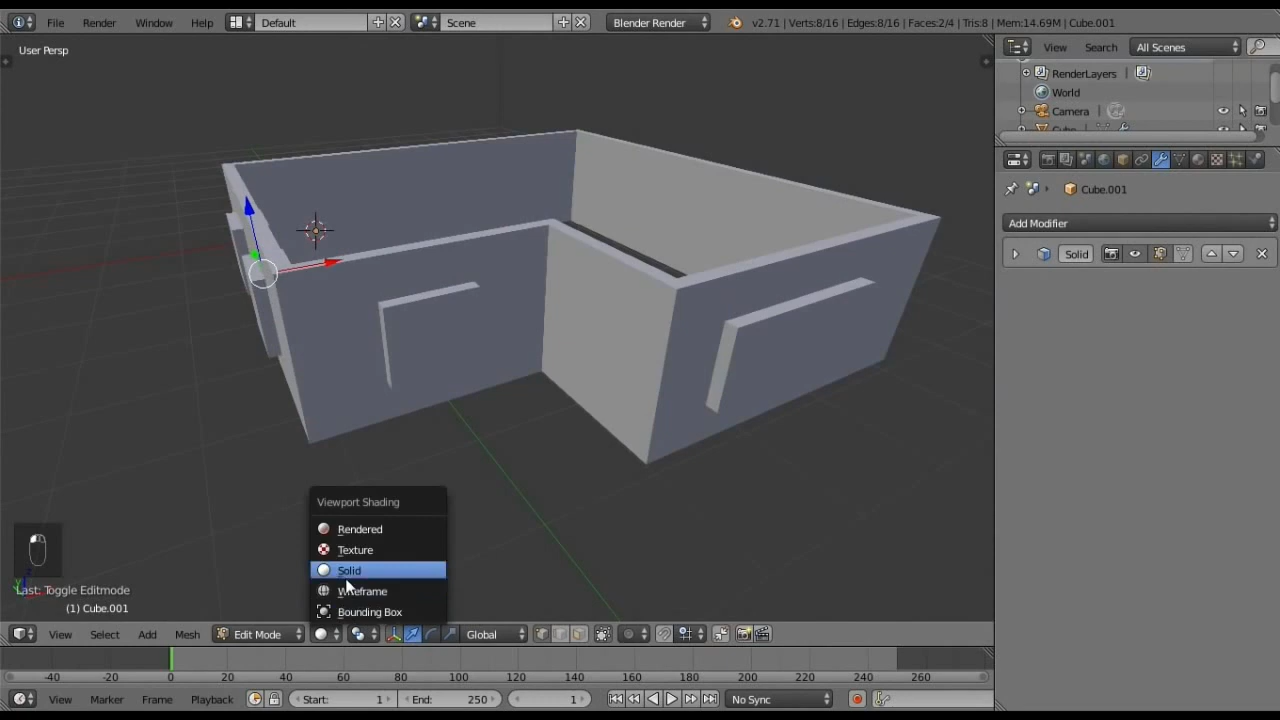 File Render Window Help Default Scene Blender Render v2.71 | Verts:8/16 | Edges:8/16 | Faces:2/4 | Tris:8 | Mem:14.69M | Cube.001
User Persp
View Search All Scenes
RenderLayers
World
Camera
Cube
Cube.001
Add Modifier
Solid
Viewport Shading
Rendered
Texture
Solid
Wireframe
Bounding Box
Last: Toggle Editmode
(1) Cube.001
View Select Add Mesh Edit Mode Global
-40 -20 0 20 40 60 80 100 120 140 160 180 200 220 240 260
View Marker Frame Playback Start: 1 End: 250 1 No Sync